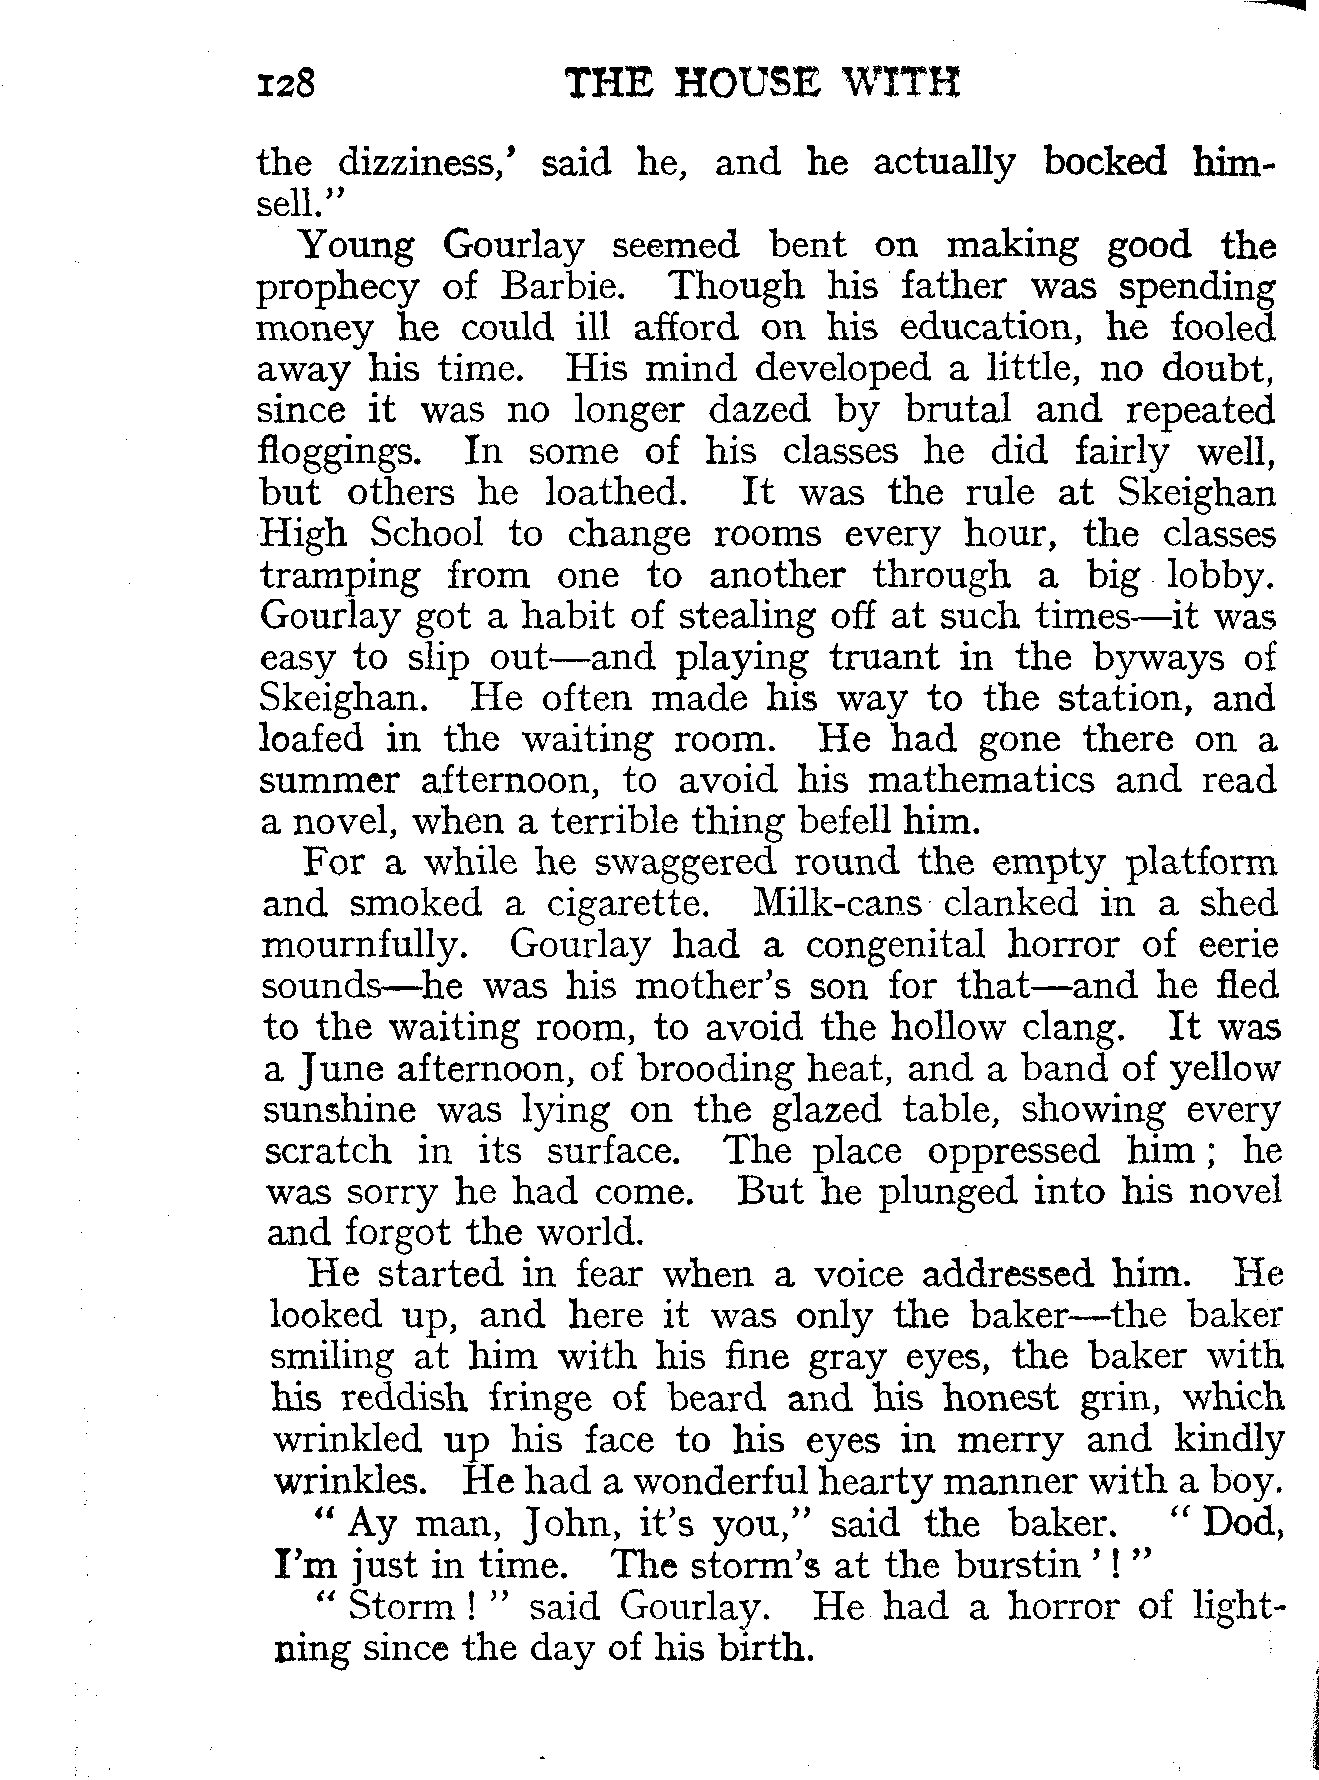 128 THE HOUSE WITH
the dizziness,’ said he, and he actually bocked him-
sell.”
Young Gourlay seemed bent on making good the
prophecy of Barbie. Though his father was spending
money he could ill afford on his education, he fooled
away his time. His mind developed a little, no doubt,
since it was no longer dazed by brutal and repeated
floggings. In some of his classes he did fairly well,
but others he loathed. It was the rule at Skeighan
High School to change rooms every hour, the classes
tramping from one to another through a big lobby.
Gourlay got a habit of stealing off at such times—it was
easy to slip out—and playing truant in the byways of
Skeighan. He often made his way to the station, and
loafed in the waiting room. He had gone there on a
summer afternoon, to avoid his mathematics and read
a novel, when a terrible thing befell him.
For a while he swaggered round the empty platform
and smoked a cigarette. Milk-cans clanked in a shed
mournfully. Gourlay had a congenital horror of eerie
sounds—he was his mother’s son for that—and he fled
to the waiting room, to avoid the hollow clang. It was
a June afternoon, of brooding heat, and a band of yellow
sunshine was lying on the glazed table, showing every
scratch in its surface. The place oppressed him ; he
was sorry he had come. But he plunged into his novel
and forgot the world.
He started in fear when a voice addressed him. He
looked up, and here it was only the baker—the baker
smiling at him with his fine gray eyes, the baker with
his reddish fringe of beard and his honest grin, which
wrinkled up his face to his eyes in merry and kindly
wrinkles. He had a wonderful hearty manner with a boy.
“ Ay man, John, it’s you,” said the baker. “ Dod,
I’m just in time. The storm’s at the burstin ’ ! ”
“ Storm ! ” said Gourlay. He had a horror of light-
ning since the day of his birth.